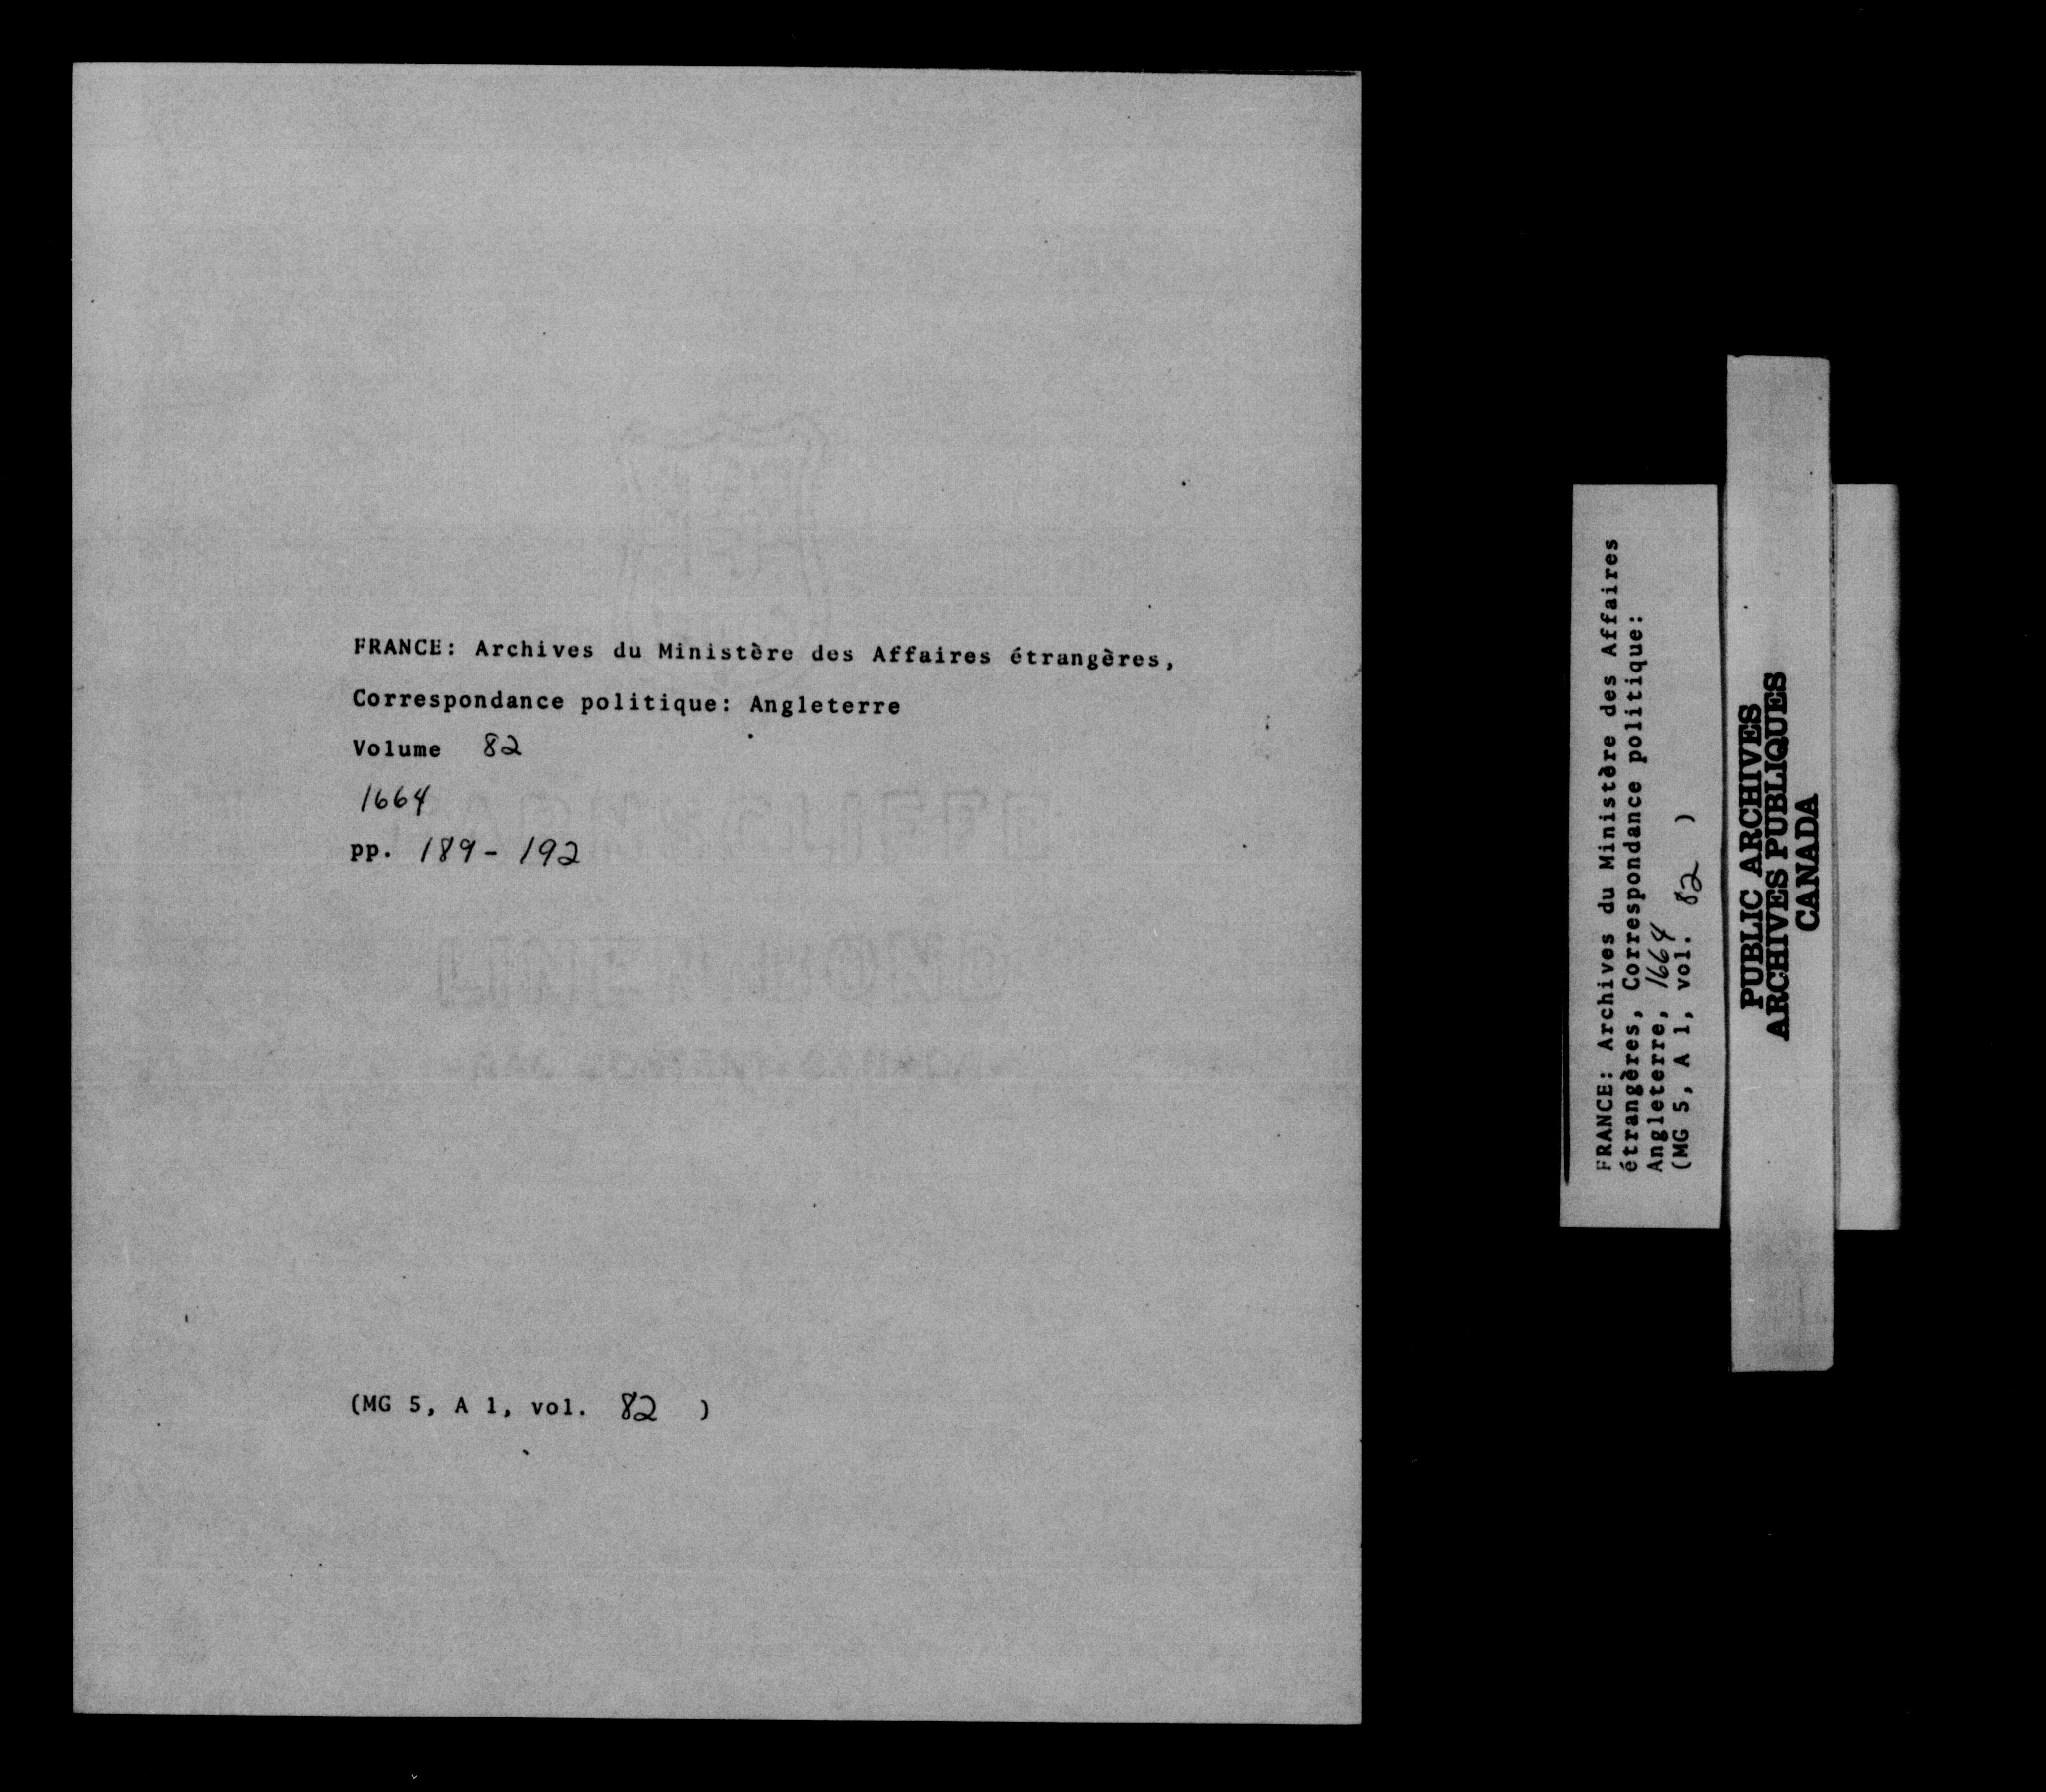 FRANCE: Archives du Ministère des Affaires étrangères,
Correspondance politique: Angleterre
Volume 82
1664
pp. 189-192
(MG 5, A 1, vol. 82 )
FRANCE: Archives du Ministère des Affaires
étrangères, Correspondance politique:
Angleterre, 1664
(MG 5, A 1, vol. 82 )
PUBLIC ARCHIVES
ARCHIVES PUBLIQUES
CANADA